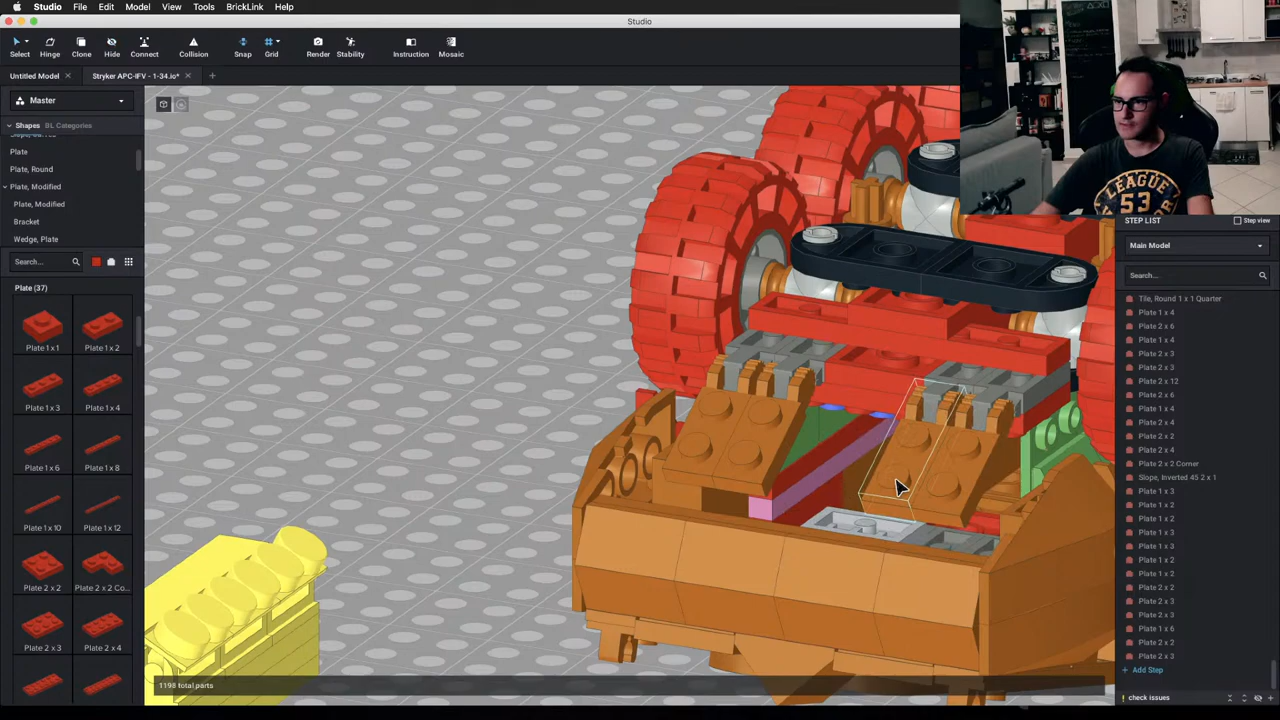 Studio File Edit Model View Tools BrickLink Help
Studio
Select Hinge Clone Hide Connect Collision Snap Grid Render Stability Instruction Mosaic
Untitled Model × Stryker APC-IFV - 1-34.io* × +
Master
Shapes BL Categories
Plate
Plate, Round
Plate, Modified
Plate, Modified
Bracket
Wedge, Plate
Search...
Plate (37)
Plate 1x1 Plate 1 x 2
Plate 1 x 3 Plate 1 x 4
Plate 1 x 6 Plate 1 x 8
Plate 1 x 10 Plate 1 x 12
Plate 2 x 2 Plate 2 x 2 Co...
Plate 2 x 3 Plate 2 x 4
1198 total parts
LEAGUE
53
CHAMPIONS
STEP LIST Step view
Main Model
Search...
Tile, Round 1 x 1 Quarter
Plate 1 x 4
Plate 2 x 6
Plate 1 x 4
Plate 2 x 3
Plate 2 x 3
Plate 2 x 12
Plate 2 x 6
Plate 1 x 4
Plate 2 x 4
Plate 2 x 2
Plate 2 x 4
Plate 2 x 2 Corner
Slope, Inverted 45 2 x 1
Plate 1 x 3
Plate 1 x 2
Plate 1 x 2
Plate 1 x 3
Plate 1 x 3
Plate 1 x 2
Plate 1 x 2
Plate 2 x 2
Plate 2 x 3
Plate 2 x 3
Plate 1 x 6
Plate 2 x 2
Plate 2 x 3
+ Add Step
! check issues